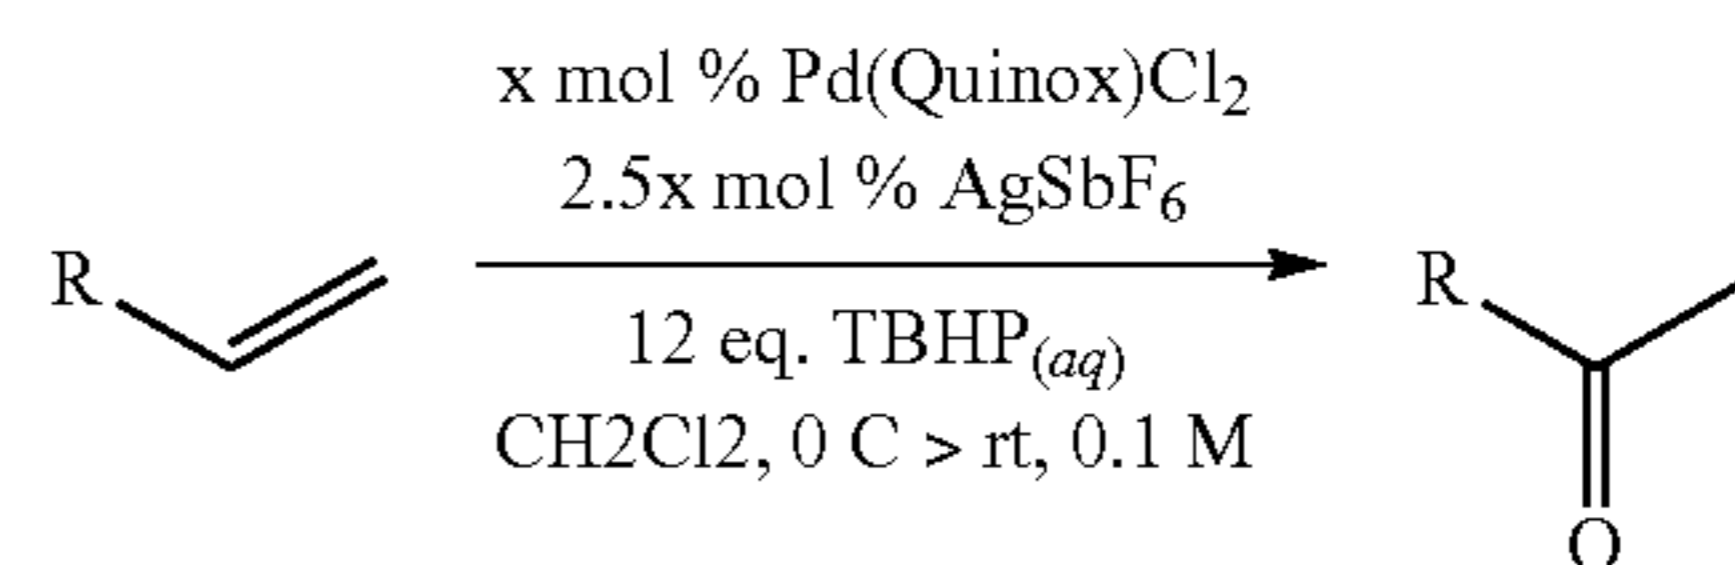 x mol % Pd(Quinox)Cl₂
2.5x mol % AgSbF₆
R
R
12 eq. TBHP₍aq₎
CH2Cl2, 0 C > rt, 0.1 M
O